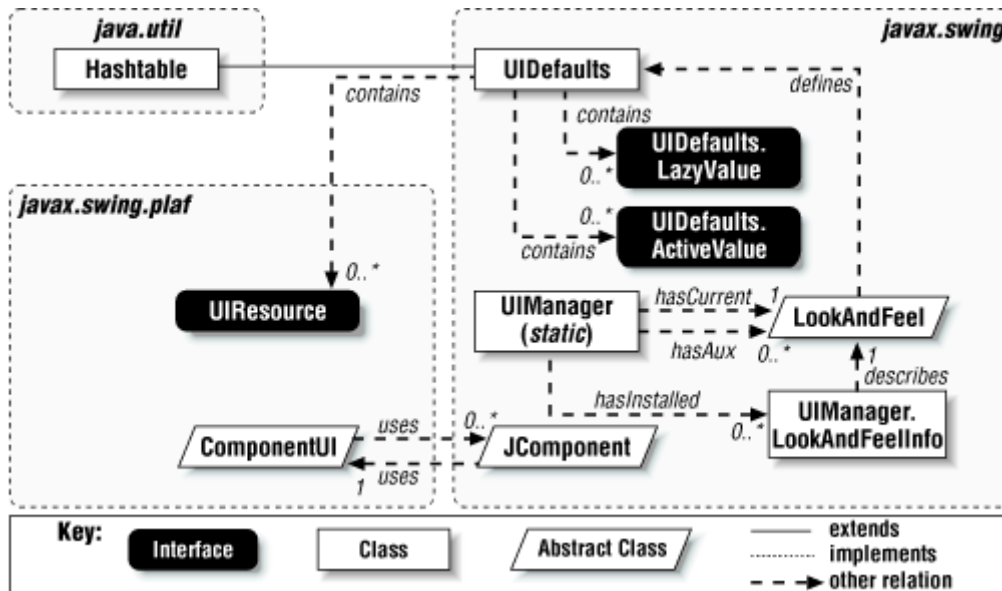 java.util
javax.swing
Hashtable
UIDefaults
contains
defines
contains
UIDefaults.
LazyValue
0..*
javax.swing.plaf
0..*
UIDefaults.
ActiveValue
contains
0..*
UIResource
UIManager
(static)
hasCurrent
1
LookAndFeel
hasAux
0..*
1
describes
hasInstalled
0..*
UIManager.
LookAndFeelInfo
ComponentUI
uses
0..*
JComponent
1
uses
Key:
Interface
Class
Abstract Class
extends
implements
other relation